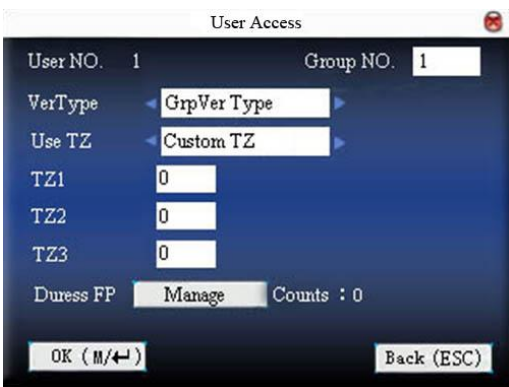 User Access
User NO. 1 Group NO. 1
VerType GrpVer Type
Use TZ Custom TZ
TZ1 0
TZ2 0
TZ3 0
Duress FP Manage Counts : 0
OK (M/↵) Back (ESC)